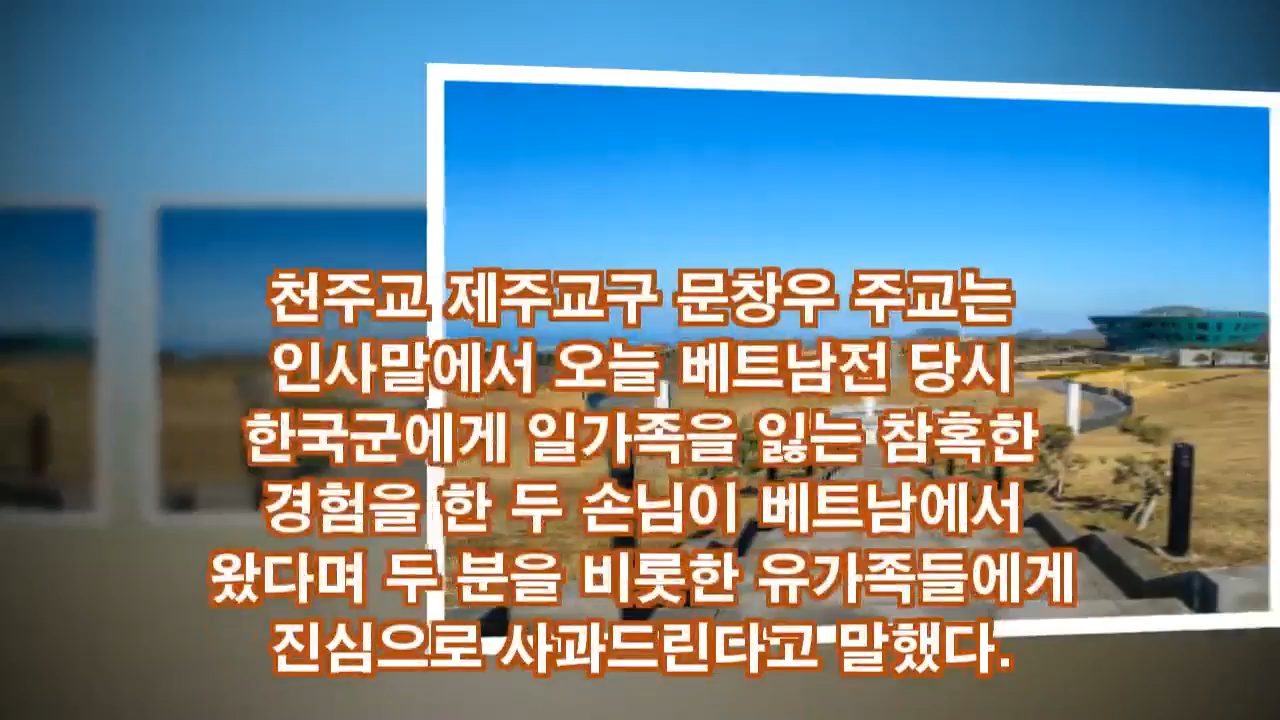 천주교 제주교구 문창우 주교는
인사말에서 오늘 베트남전 당시
한국군에게 일가족을 잃는 참혹한
경험을 한 두 손님이 베트남에서
왔다며 두 분을 비롯한 유가족들에게
진심으로 사과드린다고 말했다.